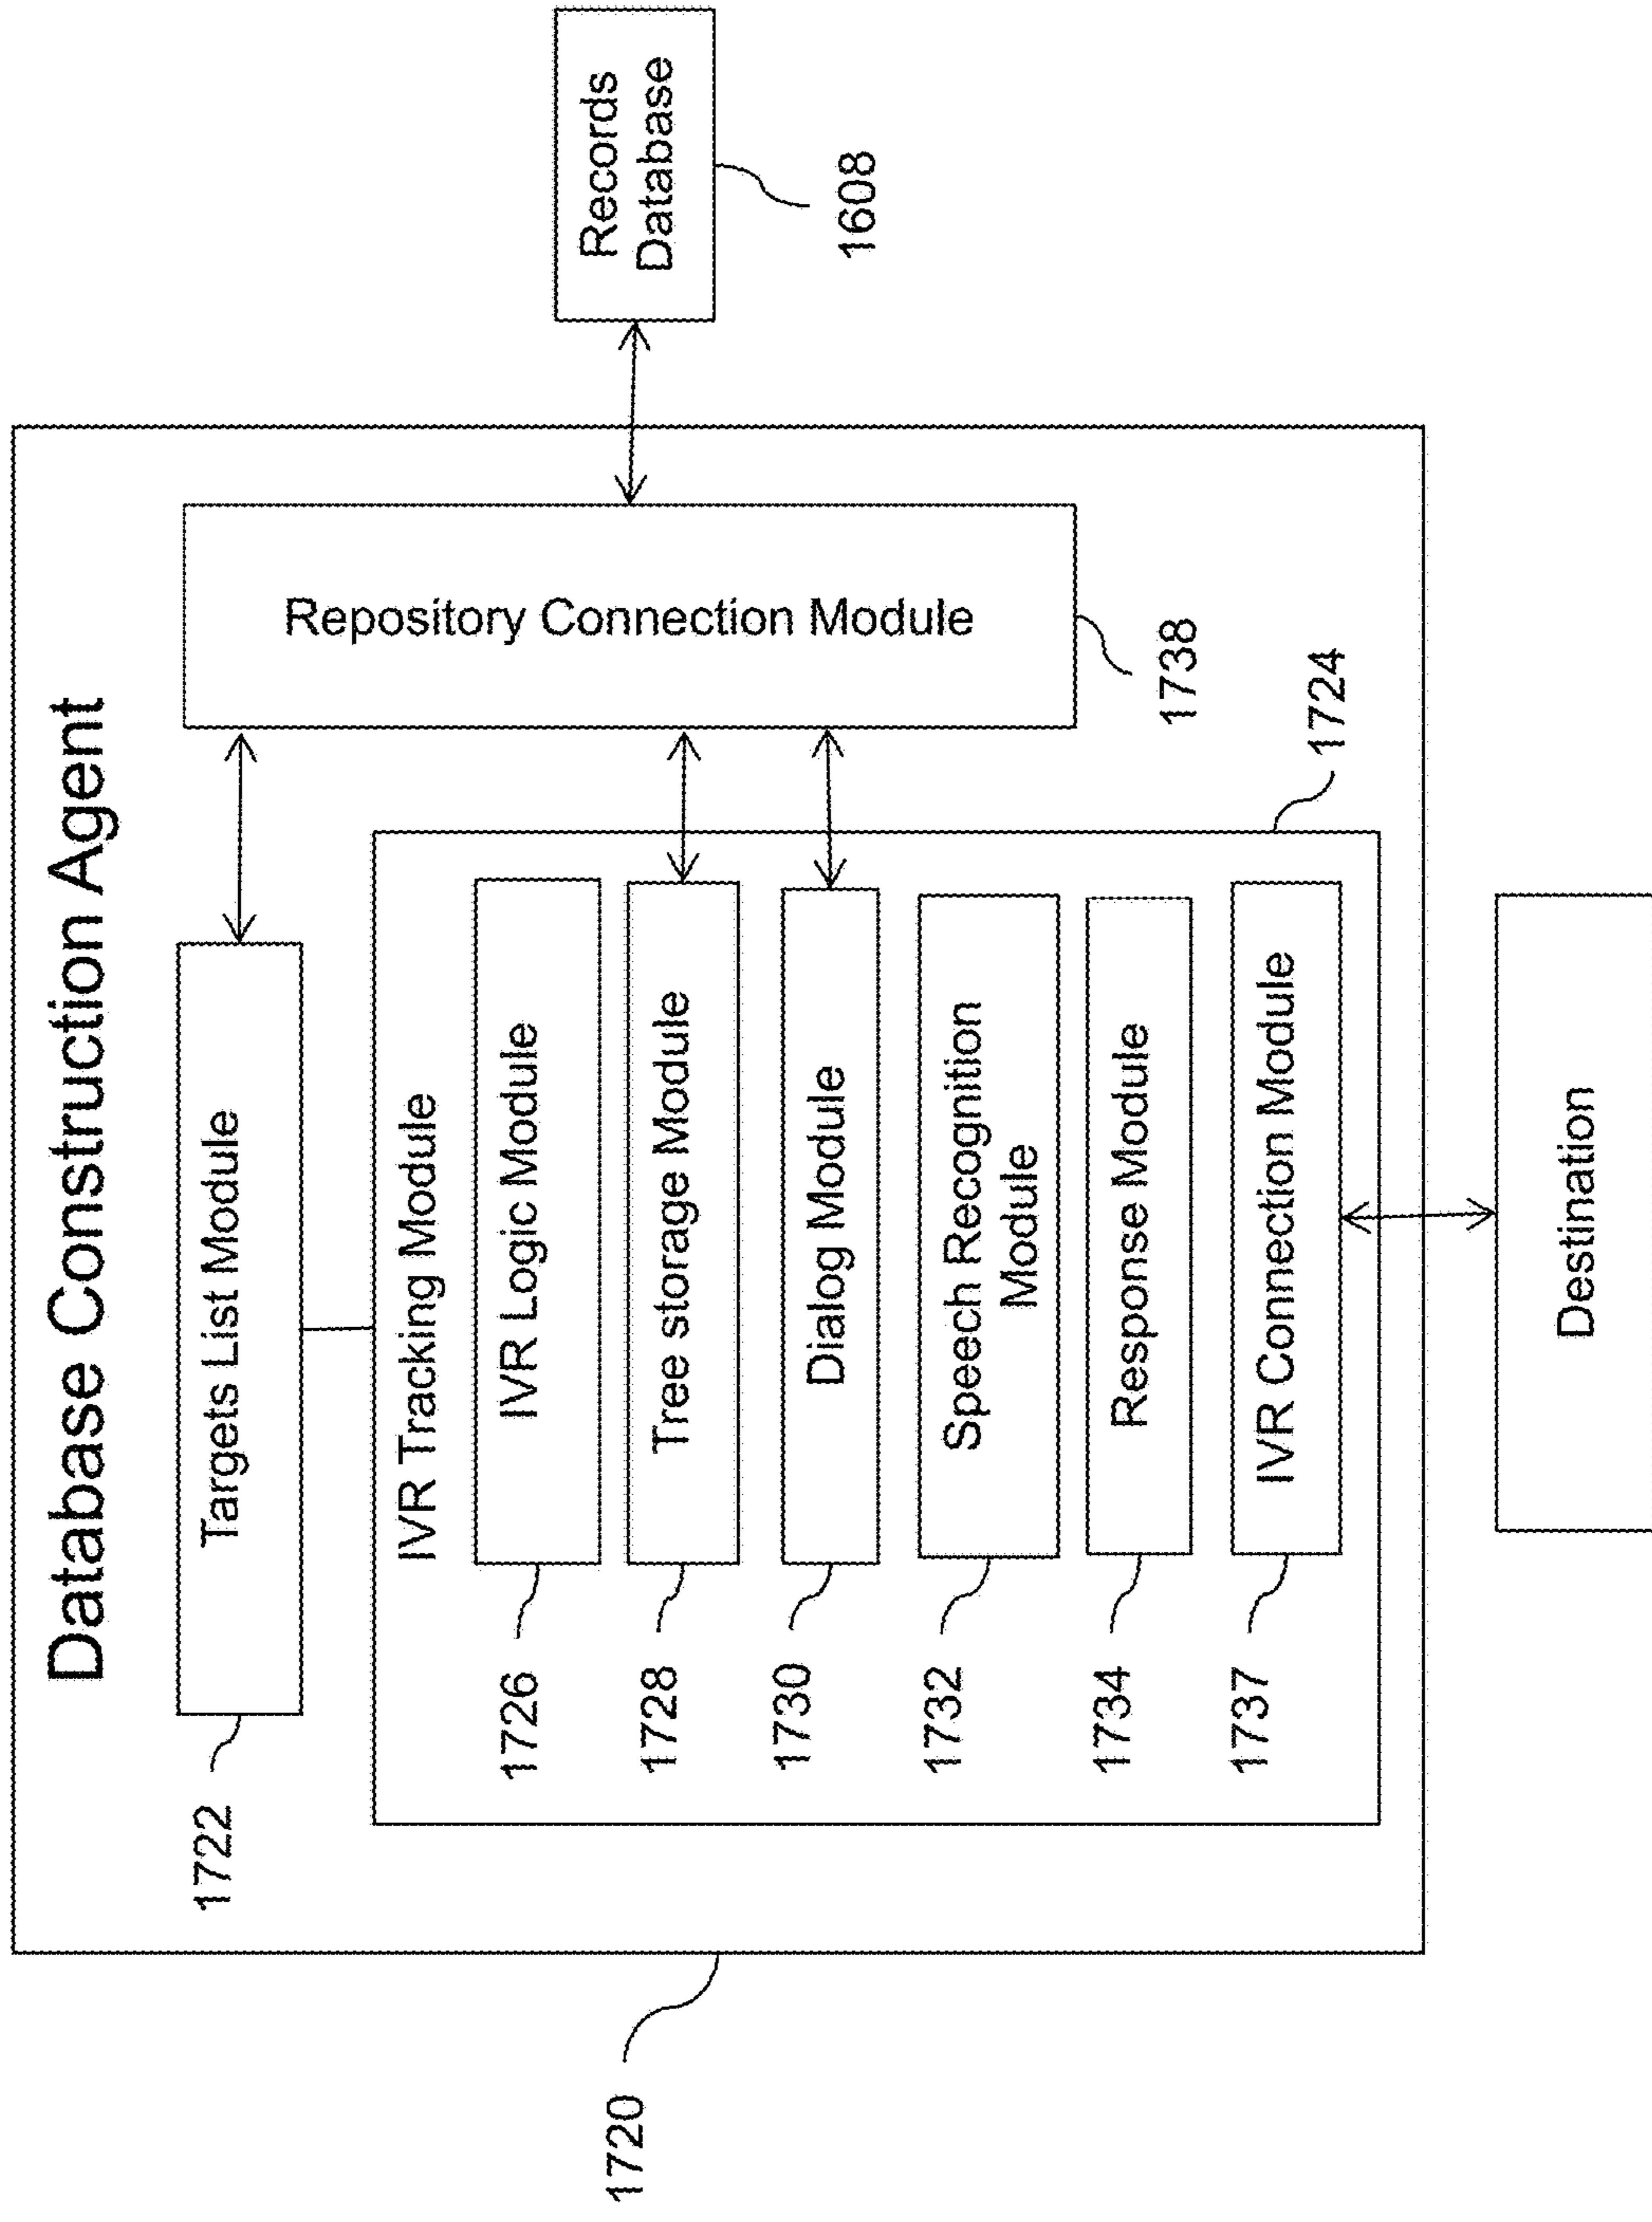 Database Construction Agent
1722
Targets List Module
IVR Tracking Module
1726
IVR Logic Module
1728
Tree storage Module
1730
Dialog Module
1732
Speech Recognition
Module
1734
Response Module
1737
IVR Connection Module
1724
Repository Connection Module
1738
Records
Database
1608
1720
Destination